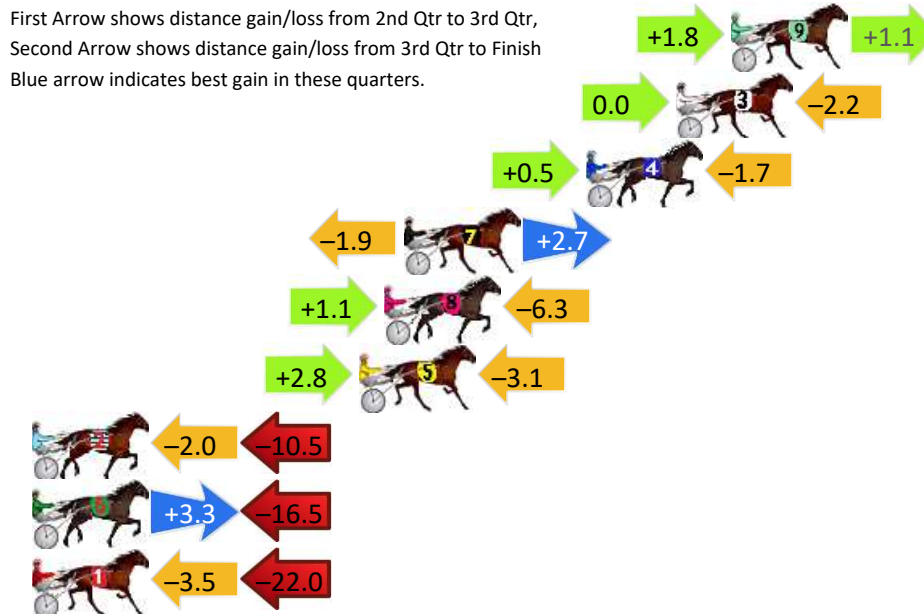 First Arrow shows distance gain/loss from 2nd Qtr to 3rd Qtr,
Second Arrow shows distance gain/loss from 3rd Qtr to Finish
Blue arrow indicates best gain in these quarters.
+1.8 9 +1.1
0.0 3 –2.2
+0.5 4 –1.7
–1.9 7 +2.7
+1.1 8 –6.3
+2.8 5 –3.1
2 –2.0 –10.5
6 +3.3 –16.5
1 –3.5 –22.0